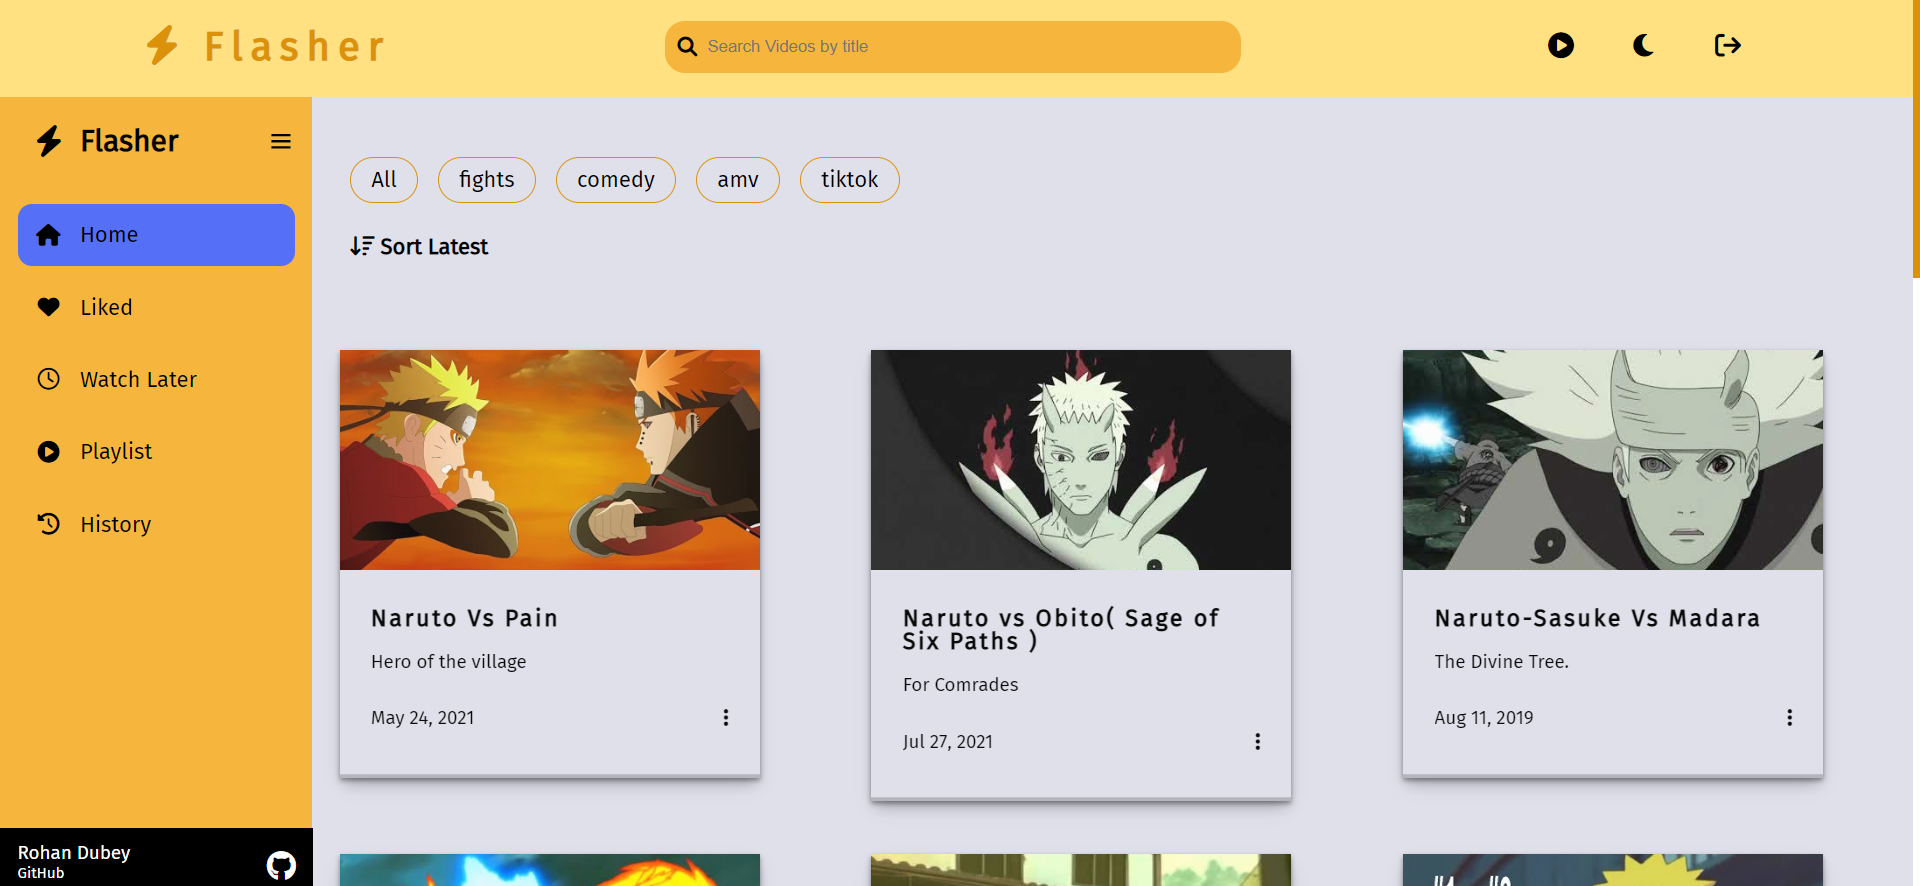 Flasher
Search Videos by title
Flasher
Home
Liked
Watch Later
Playlist
History
Rohan Dubey
GitHub
All
fights
comedy
amv
tiktok
Sort Latest
Naruto Vs Pain
Hero of the village
May 24, 2021
Naruto vs Obito( Sage of
Six Paths )
For Comrades
Jul 27, 2021
Naruto-Sasuke Vs Madara
The Divine Tree.
Aug 11, 2019